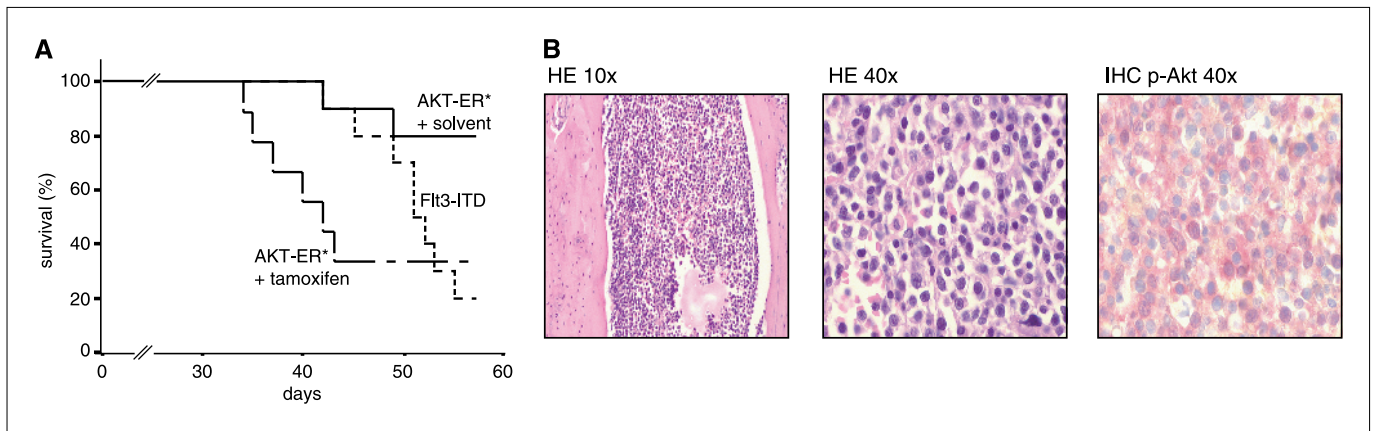 A
survival (%)
100
80
60
40
20
0
AKT-ER*
+ solvent
Flt3-ITD
AKT-ER*
+ tamoxifen
0 30 40 50 60
days
B
HE 10x
HE 40x
IHC p-Akt 40x